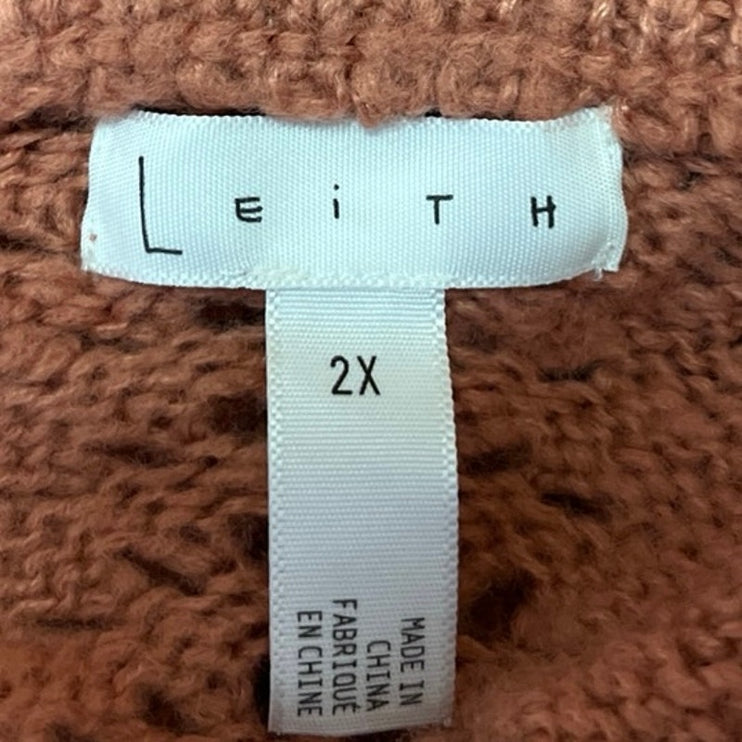 LEiTH
2X
MADE IN
CHINA
FABRIQUÉ
EN CHINE